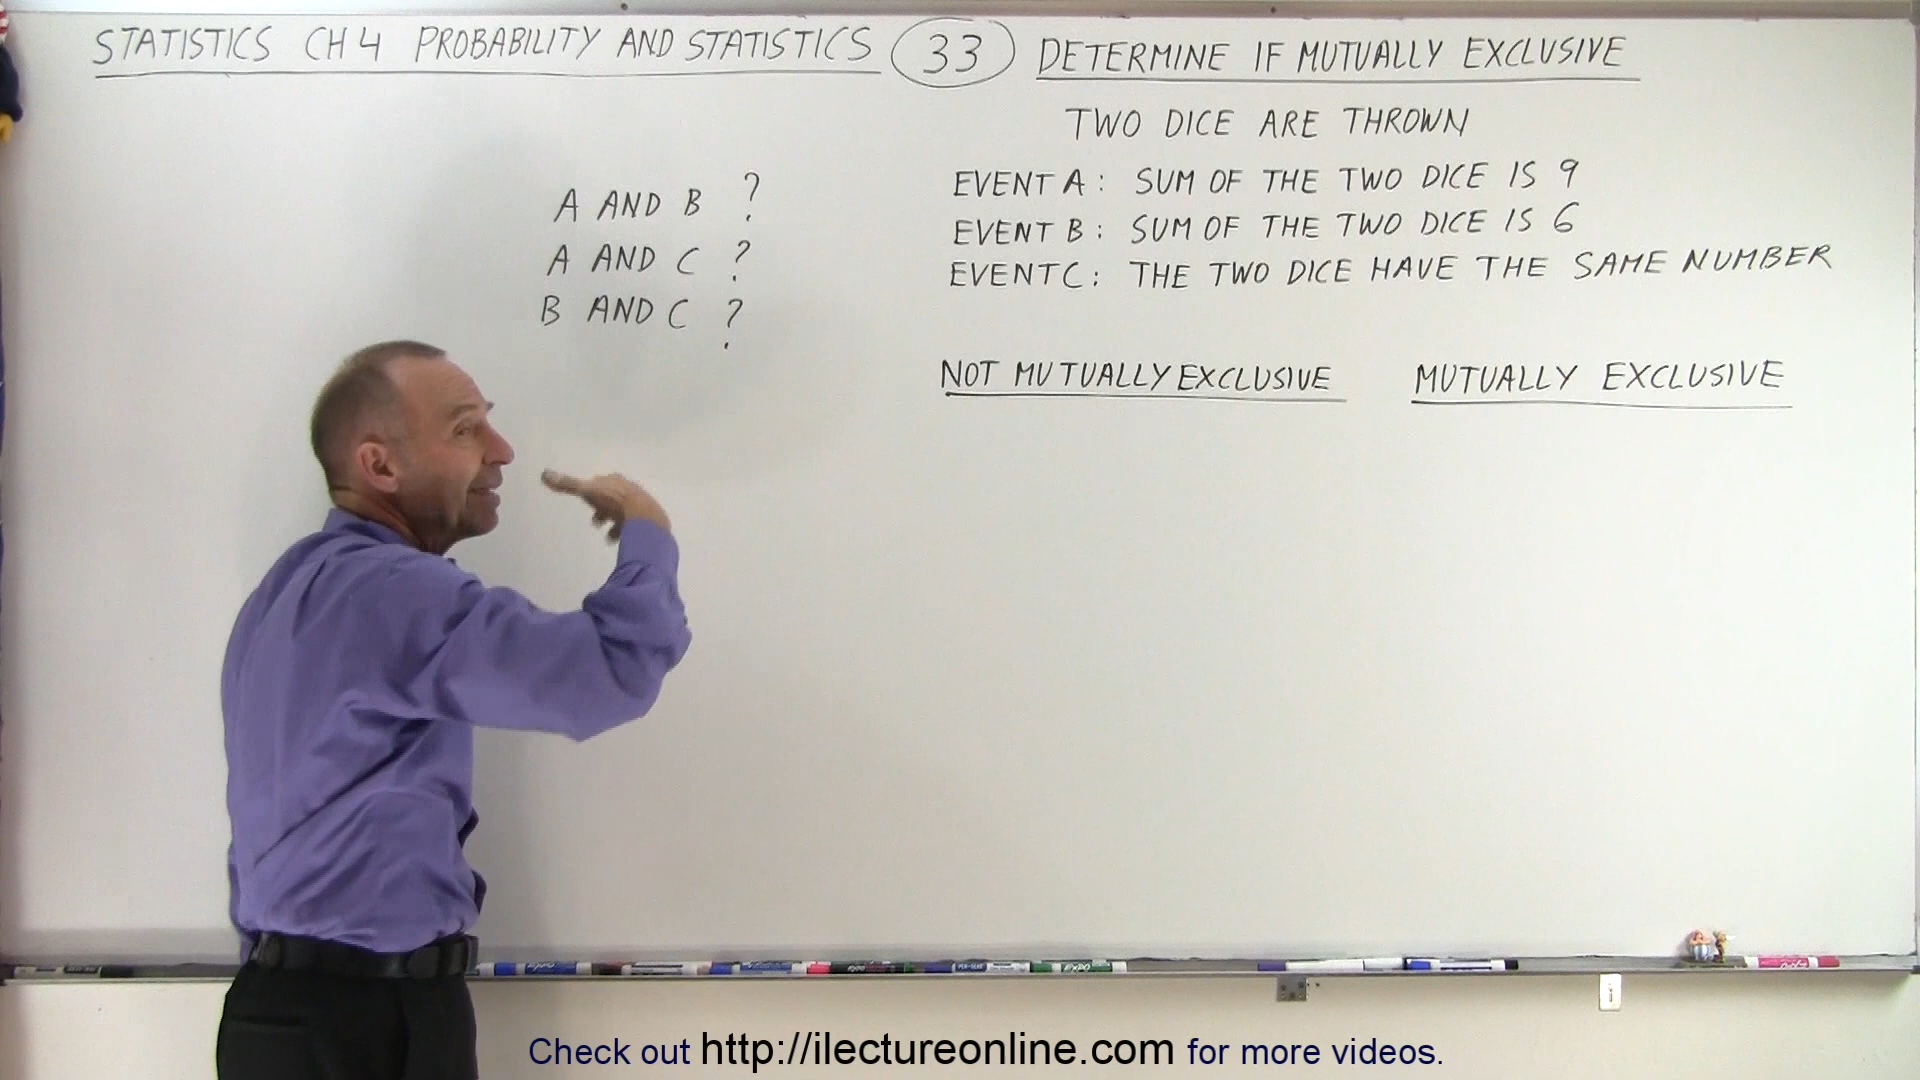 STATISTICS CH 4 PROBABILITY AND STATISTICS 33 DETERMINE IF MUTUALLY EXCLUSIVE
TWO DICE ARE THROWN
A AND B ?
A AND C ?
B AND C ?
EVENT A: SUM OF THE TWO DICE IS 9
EVENT B: SUM OF THE TWO DICE IS 6
EVENT C: THE TWO DICE HAVE THE SAME NUMBER
NOT MUTUALLY EXCLUSIVE MUTUALLY EXCLUSIVE
EXPO
Check out http://ilectureonline.com for more videos.